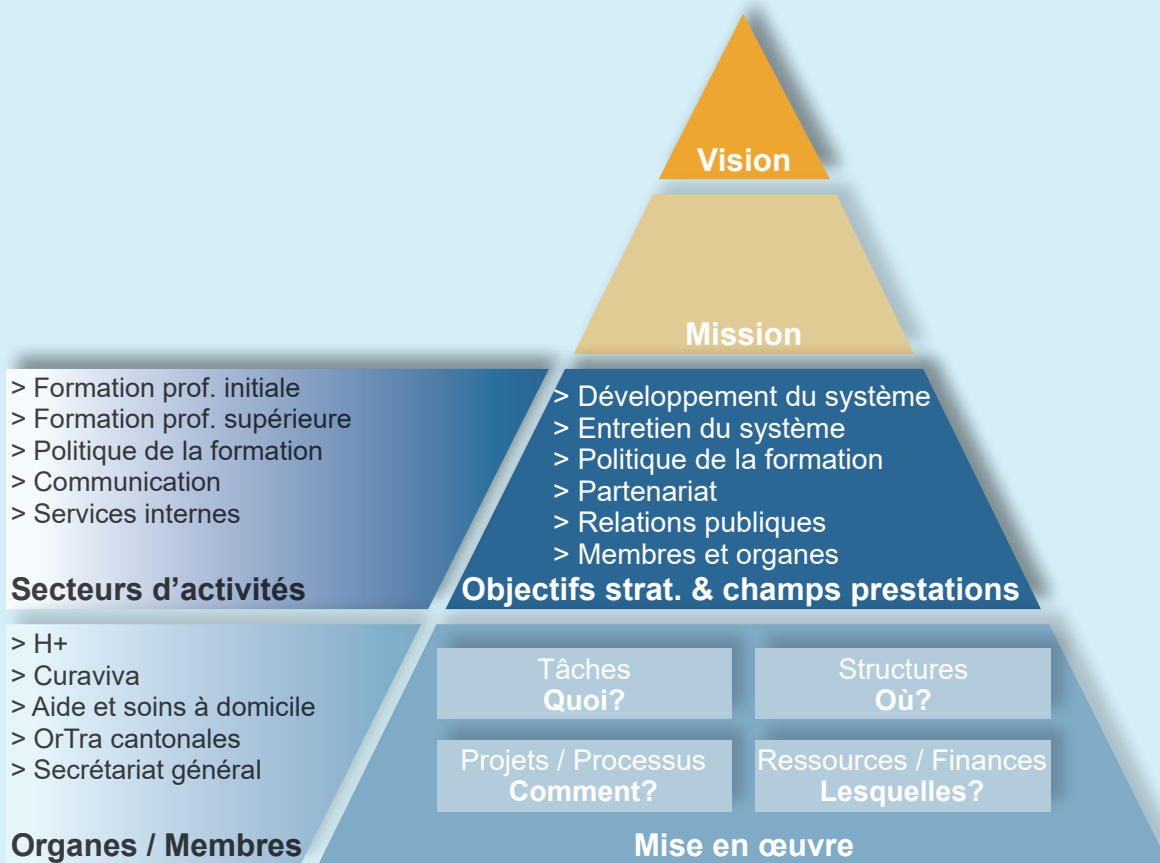 Vision
Mission
> Formation prof. initiale
> Formation prof. supérieure
> Politique de la formation
> Communication
> Services internes
Secteurs d’activités
> Développement du système
> Entretien du système
> Politique de la formation
> Partenariat
> Relations publiques
> Membres et organes
Objectifs strat. & champs prestations
> H+
> Curaviva
> Aide et soins à domicile
> OrTra cantonales
> Secrétariat général
Organes / Membres
Tâches
Quoi?
Structures
Où?
Projets / Processus
Comment?
Ressources / Finances
Lesquelles?
Mise en œuvre